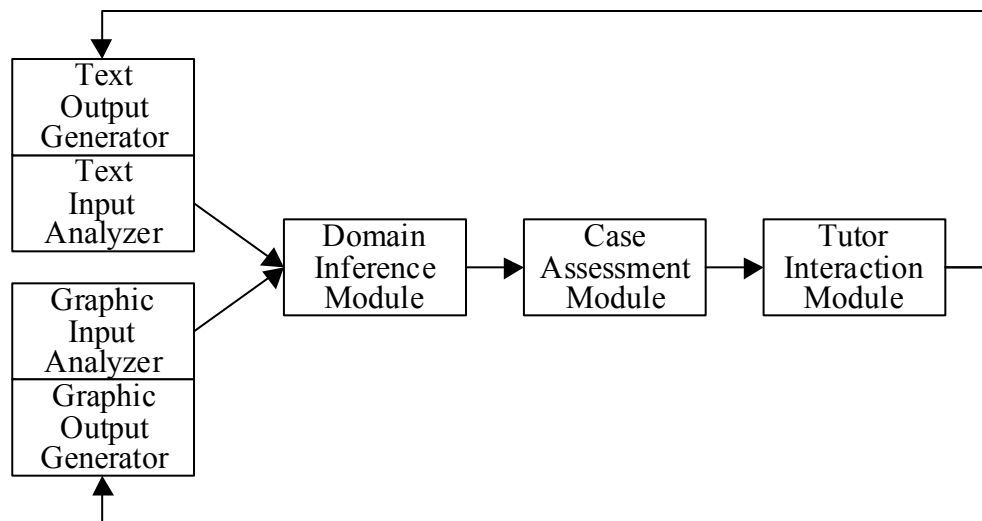 Text
Output
Generator
Text
Input
Analyzer
Graphic
Input
Analyzer
Graphic
Output
Generator
Domain
Inference
Module
Case
Assessment
Module
Tutor
Interaction
Module